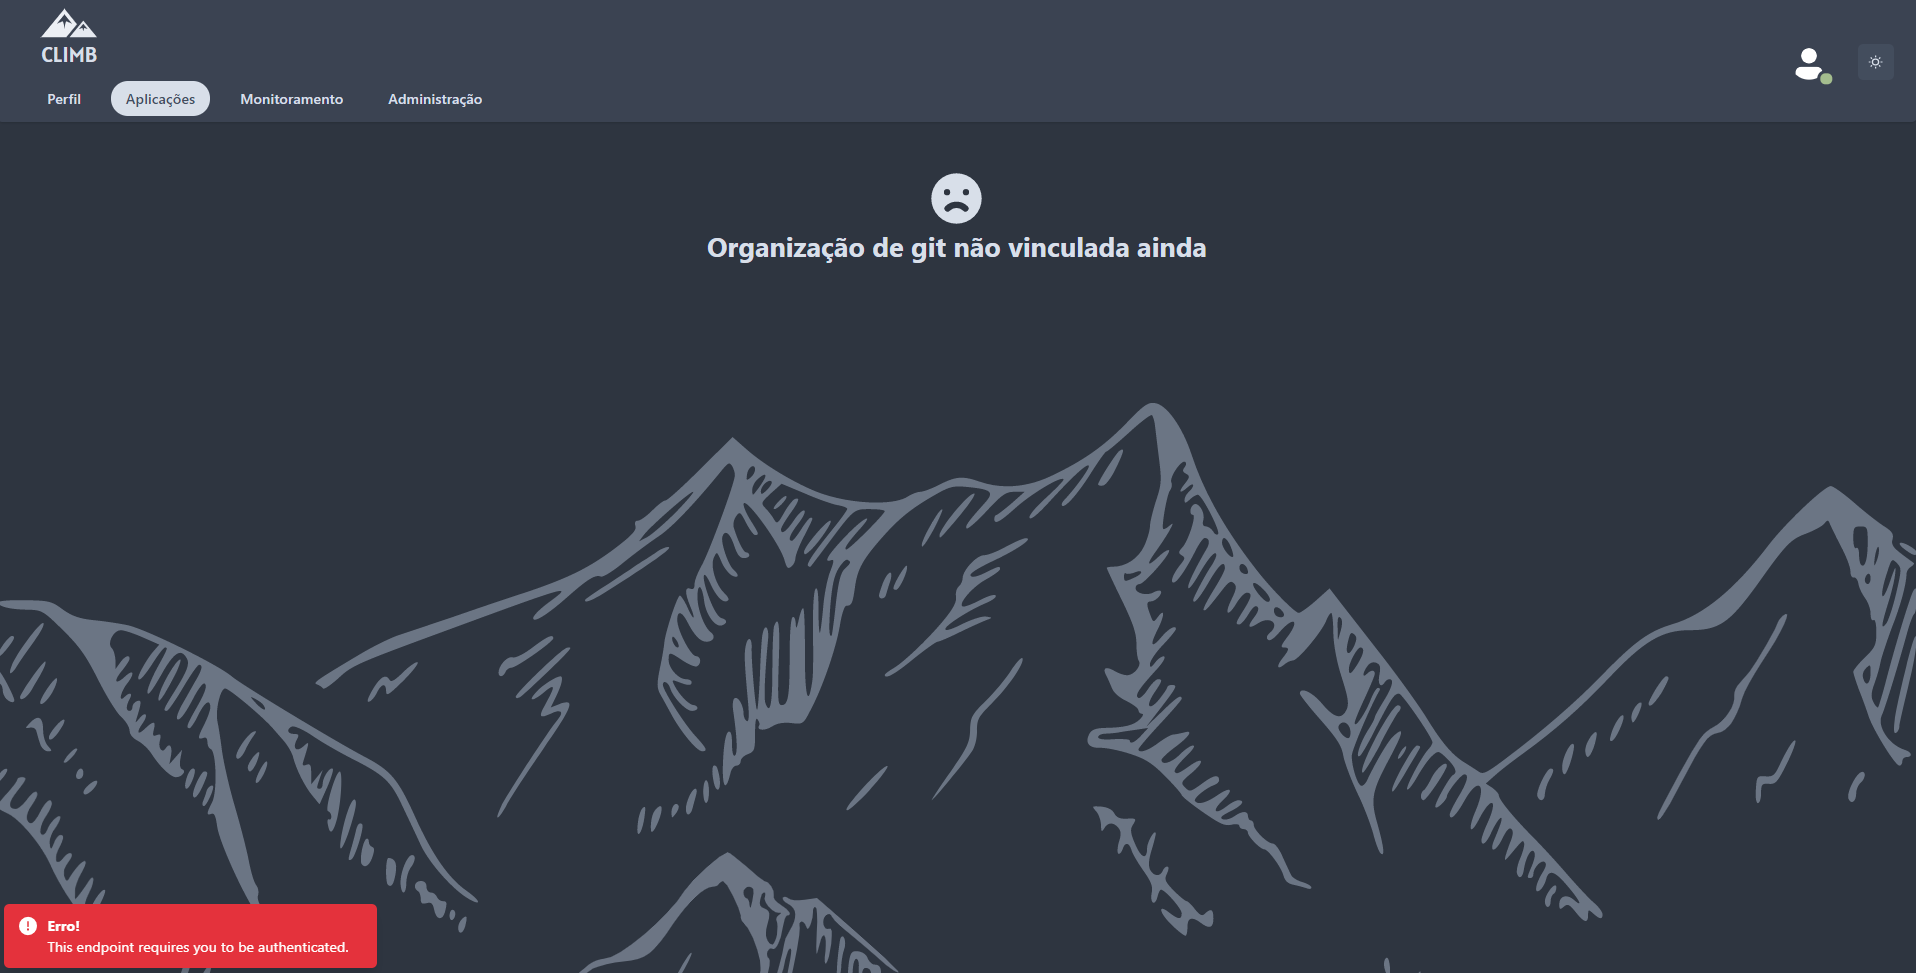 CLIMB
Perfil
Aplicações
Monitoramento
Administração
Organização de git não vinculada ainda
Erro!
This endpoint requires you to be authenticated.